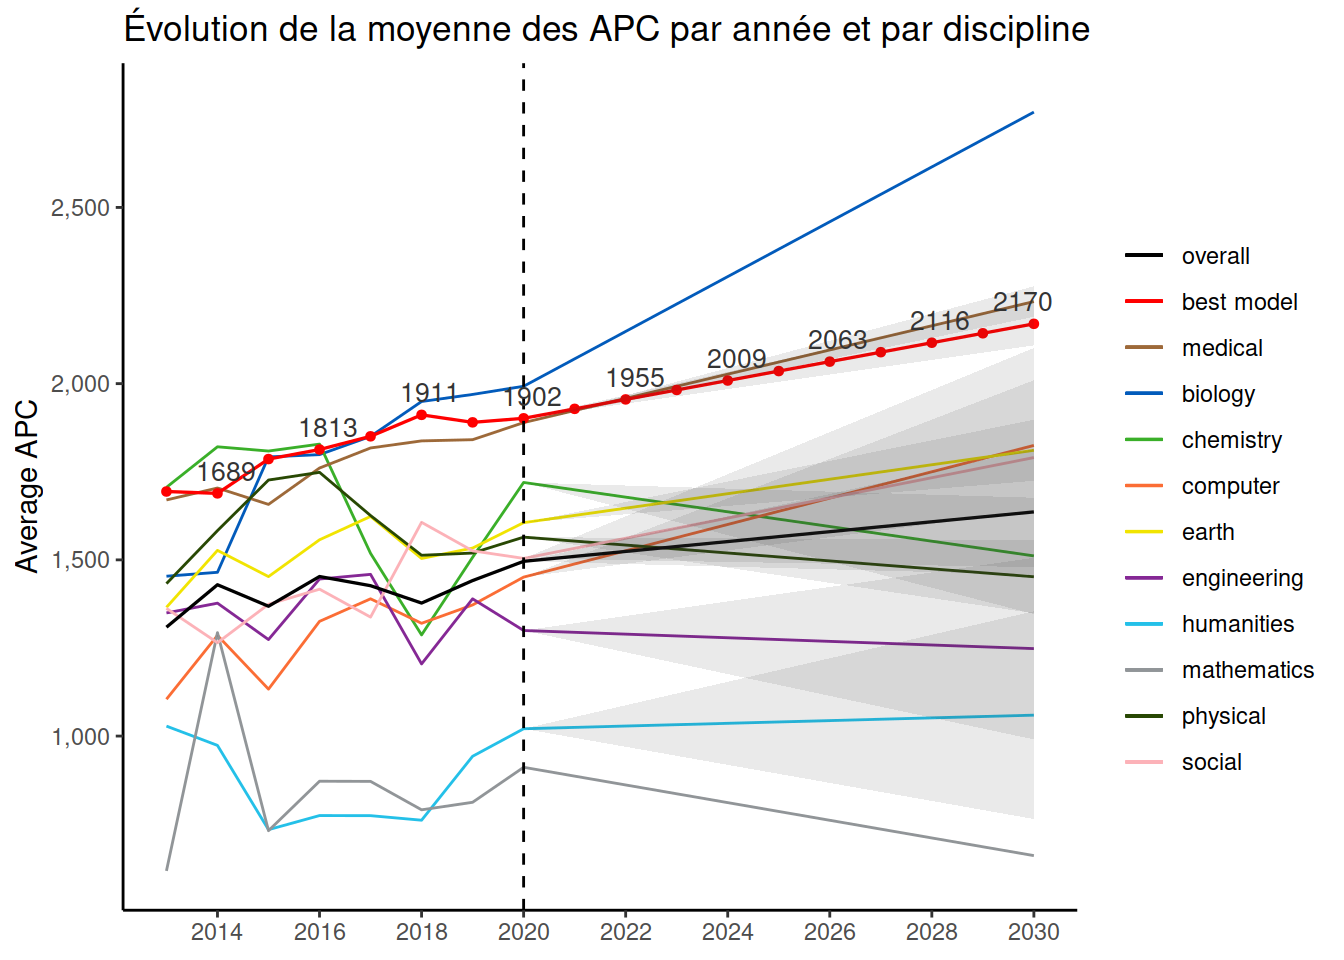 Évolution de la moyenne des APC par année et par discipline
Average APC
2,500
2,000
1,500
1,000
1689
1813
1911
1902
1955
2009
2063
2116
2170
2014
2016
2018
2020
2022
2024
2026
2028
2030
overall
best model
medical
biology
chemistry
computer
earth
engineering
humanities
mathematics
physical
social